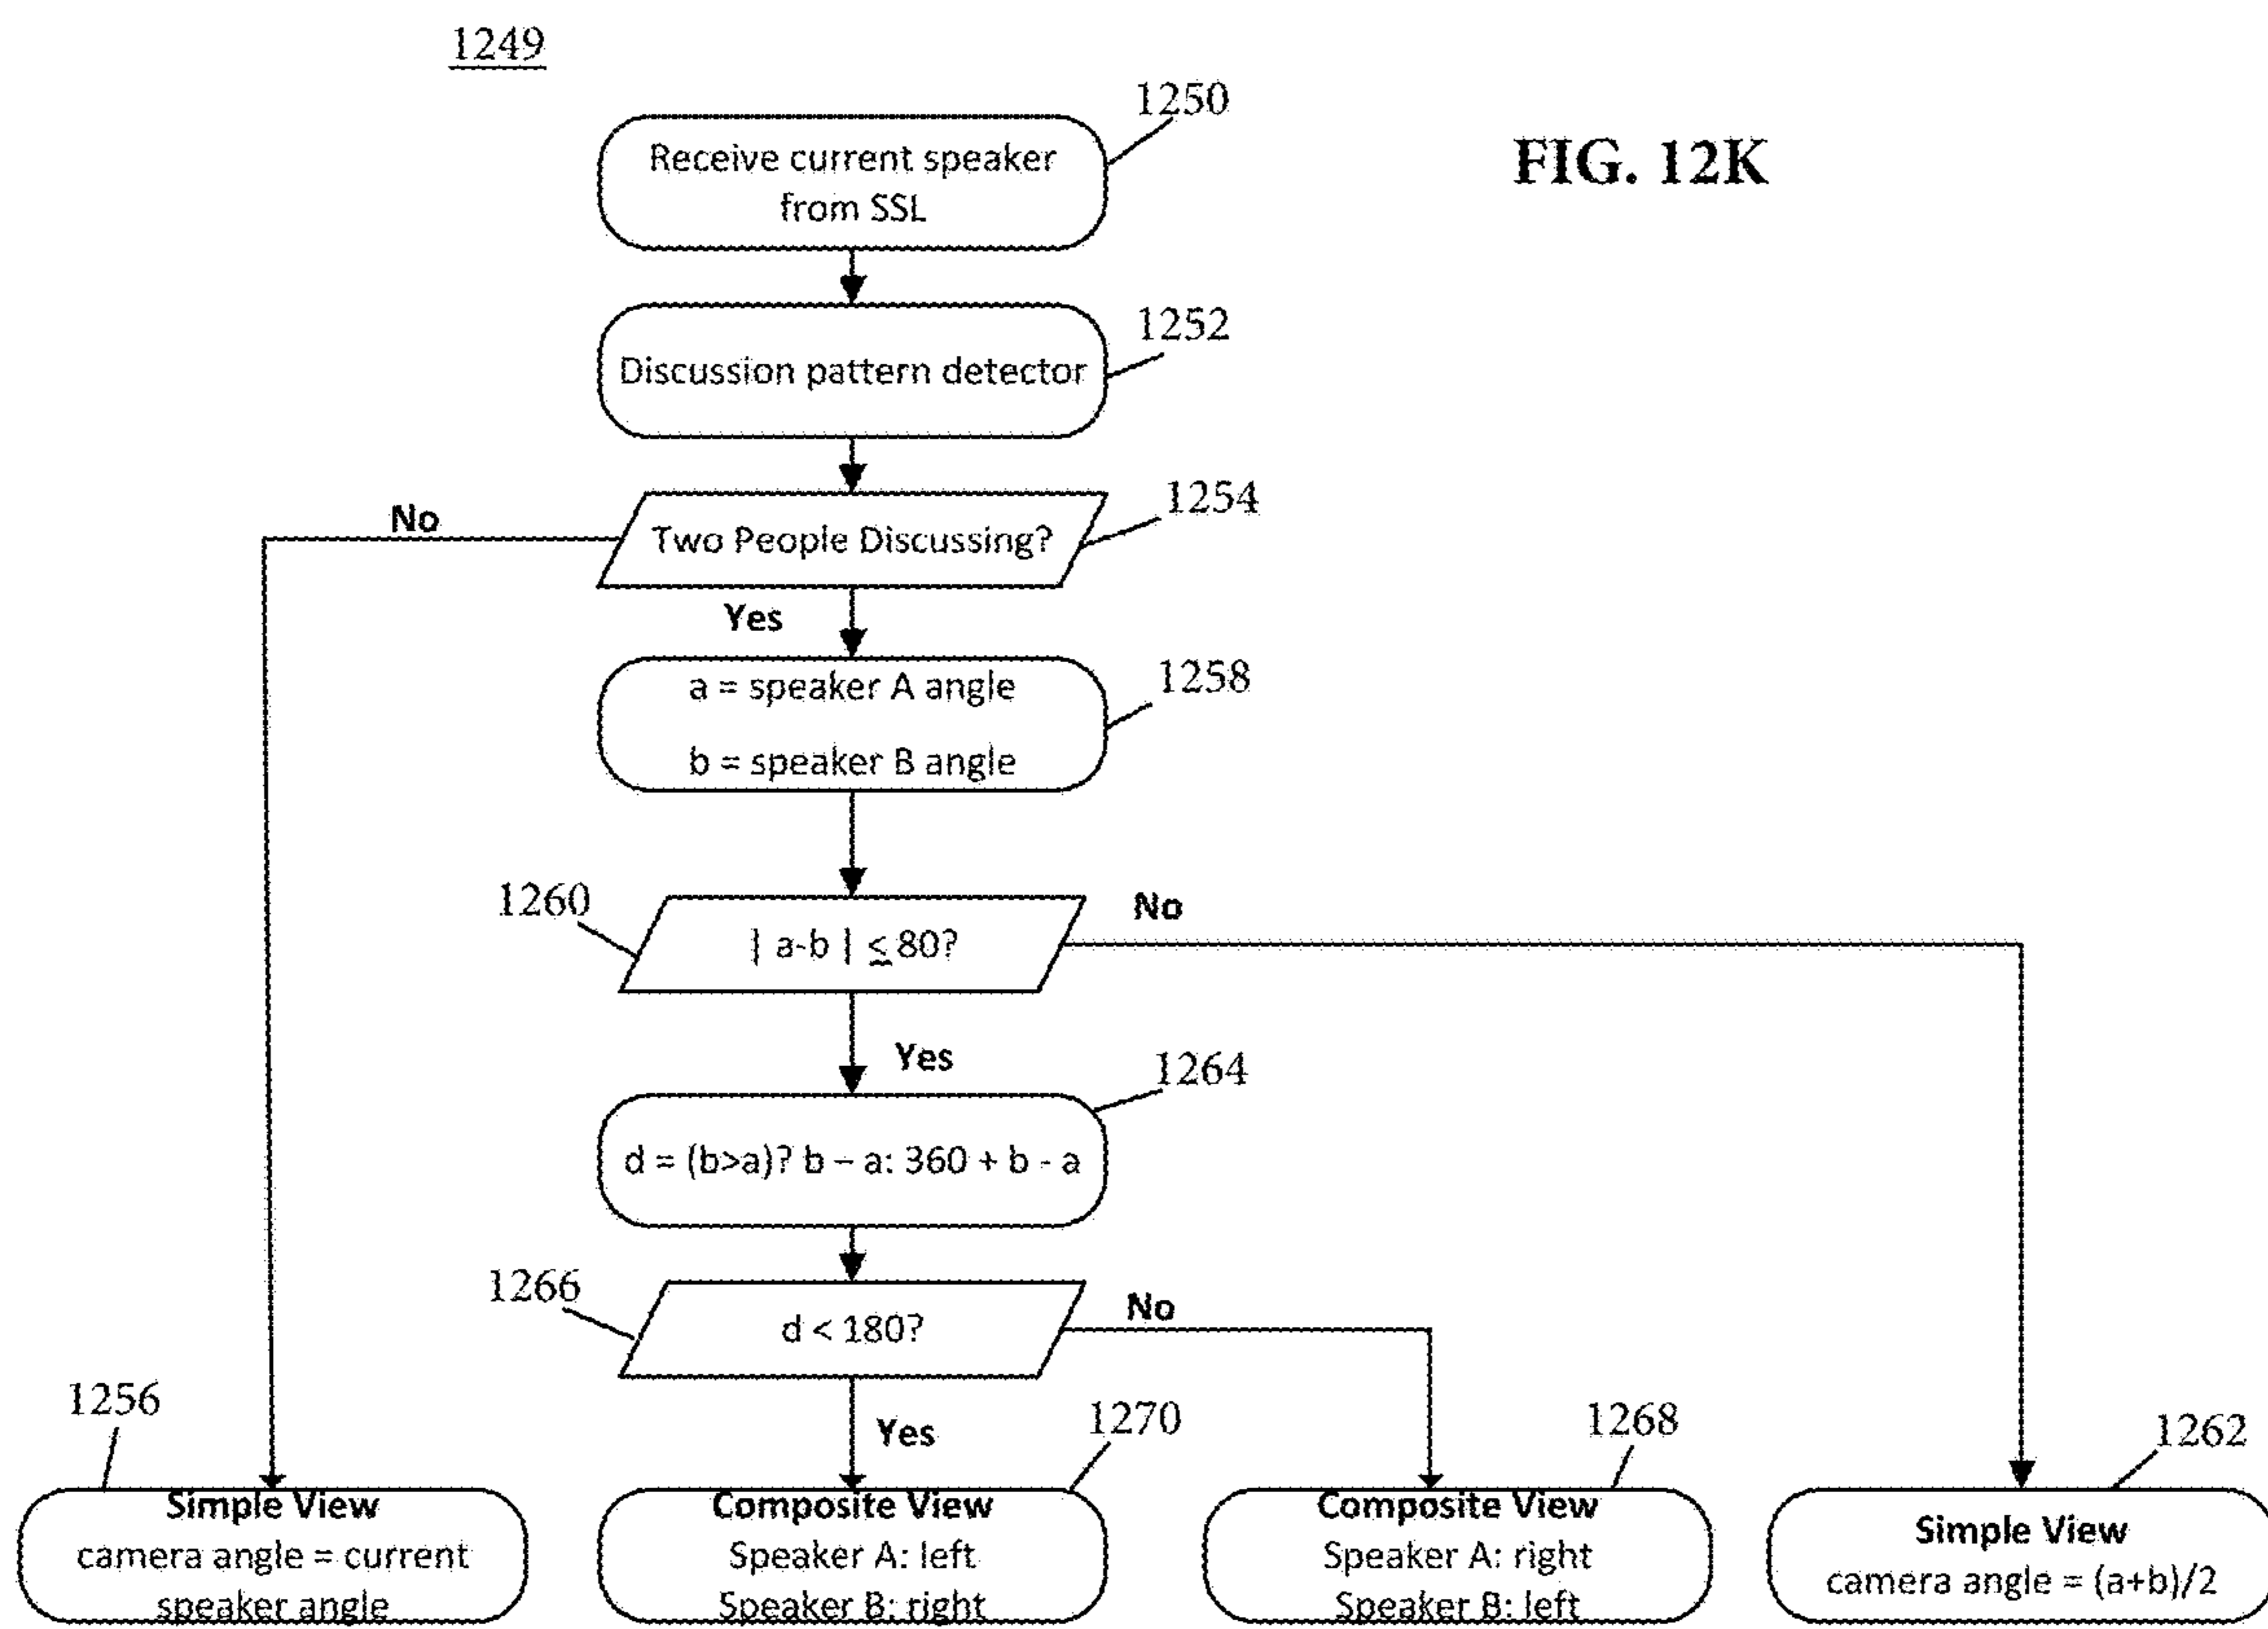 1249
1250
Receive current speaker
from SSL
FIG. 12K
1252
Discussion pattern detector
1254
No
Two People Discussing?
Yes
1258
a = speaker A angle
b = speaker B angle
1260
No
| a-b | ≤ 80?
Yes
1264
d = (b>a)? b – a: 360 + b - a
1266
No
d < 180?
1256
Yes
1270
1268
1262
Simple View
camera angle = current
speaker angle
Composite View
Speaker A: left
Speaker B: right
Composite View
Speaker A: right
Speaker B: left
Simple View
camera angle = (a+b)/2